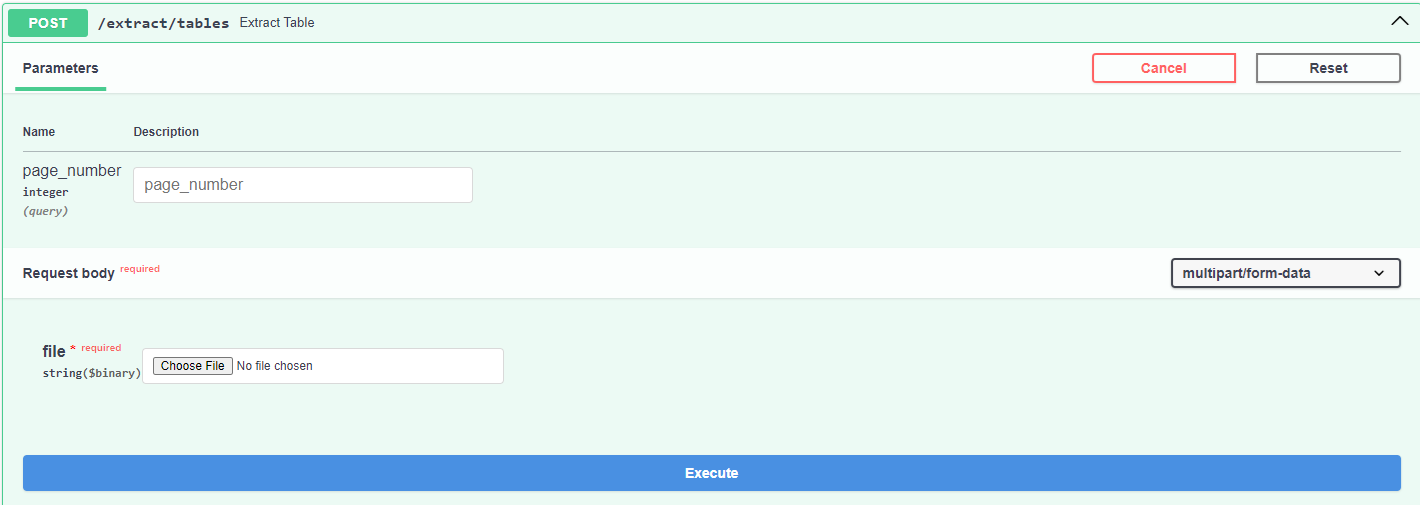 POST /extract/tables Extract Table
Parameters Cancel Reset
Name Description
page_number page_number
integer
(query)
Request body required multipart/form-data
file * required
Choose File No file chosen
string($binary)
Execute